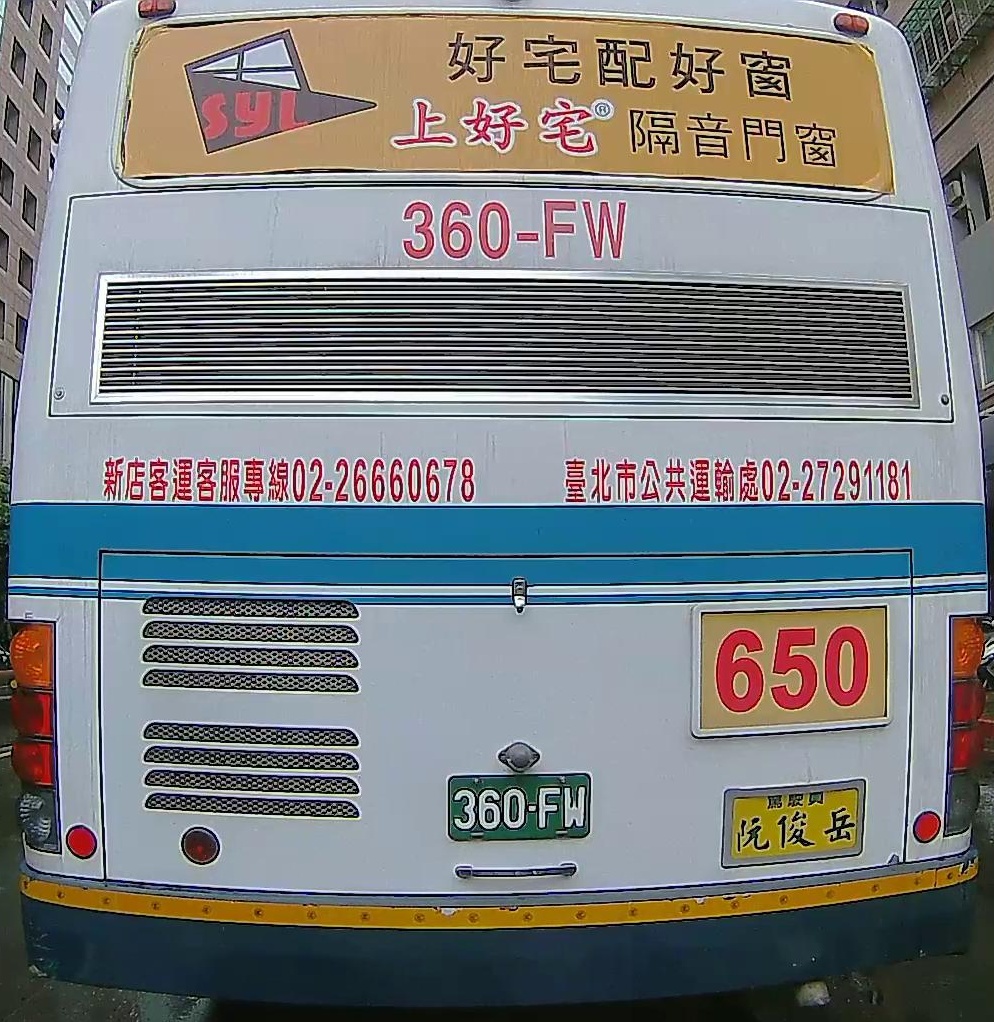 SYL
好宅配好窗
上好宅® 隔音門窗
360-FW
新店客運客服專線02-26660678
臺北市公共運輸處02-27291181
650
360-FW
駕駛員
阮俊岳